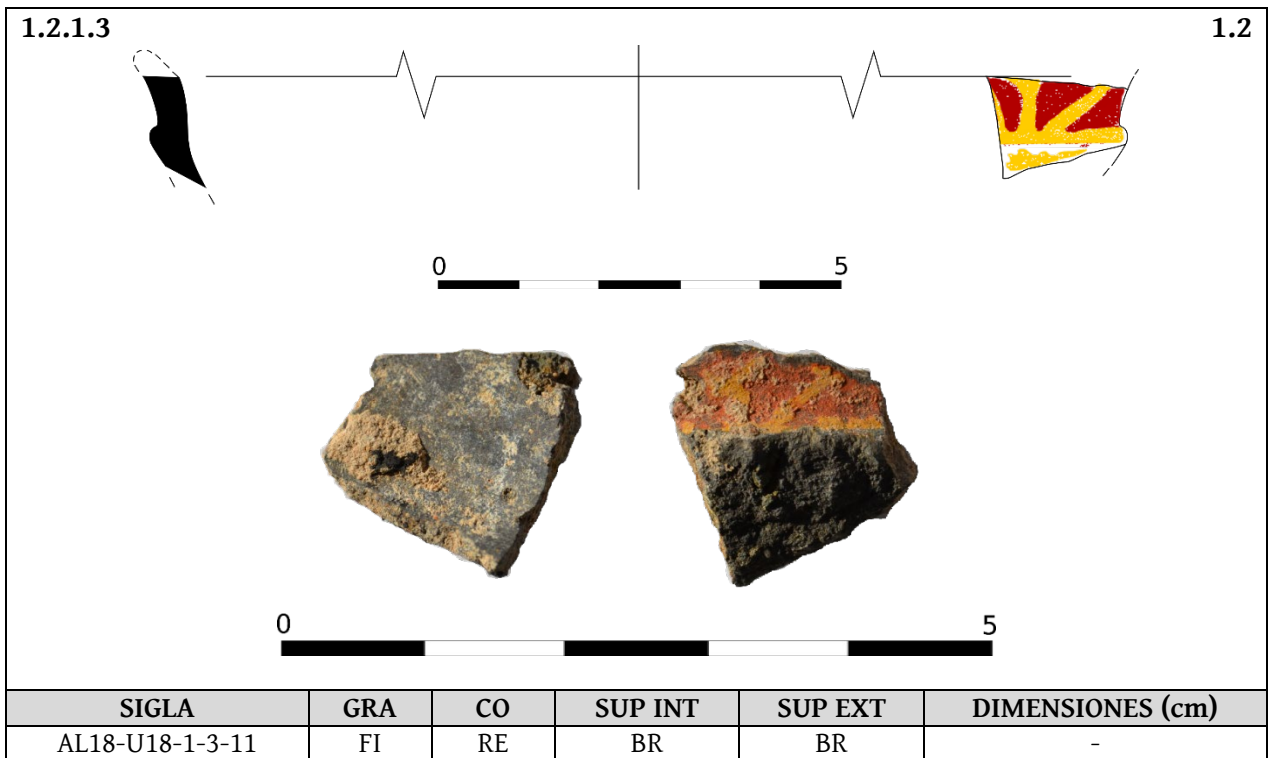 1.2.1.3 1.2
0 5
0 5
SIGLA GRA CO SUP INT SUP EXT DIMENSIONES (cm)
AL18-U18-1-3-11 FI RE BR BR -